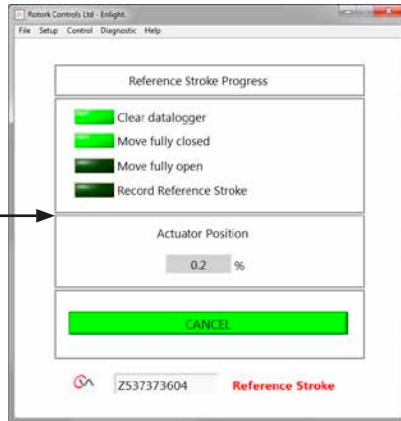 Rotork Controls Ltd - Enlight.
File Setup Control Diagnostic Help
Reference Stroke Progress
Clear datalogger
Move fully closed
Move fully open
Record Reference Stroke
Actuator Position
0.2 %
CANCEL
Z537373604 Reference Stroke